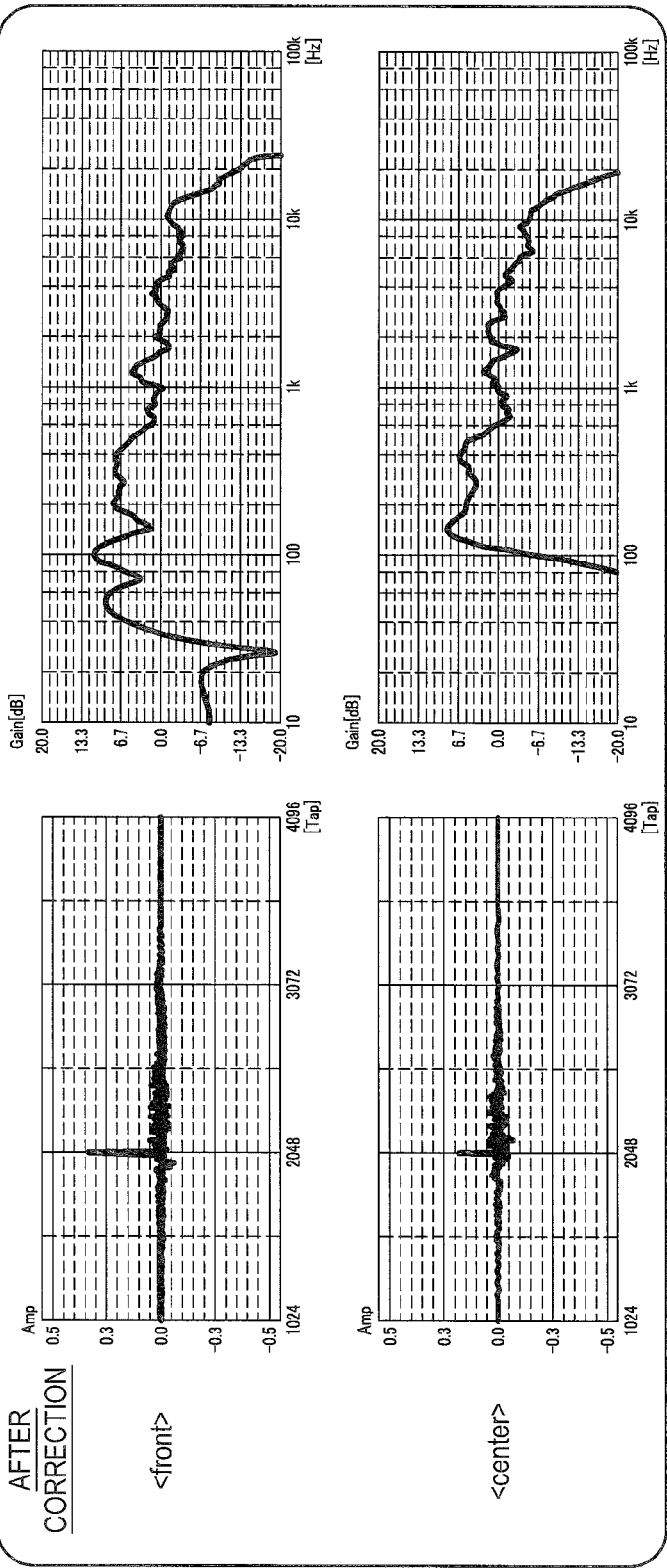 AFTER
CORRECTION
<front>
Amp
0.5
0.3
0.0
-0.3
-0.5
1024
2048
3072
4096
[Tap]
Gain[dB]
20.0
13.3
6.7
0.0
-6.7
-13.3
-20.0
10
100
1k
10k
100k
[Hz]
<center>
Amp
0.5
0.3
0.0
-0.3
-0.5
1024
2048
3072
4096
[Tap]
Gain[dB]
20.0
13.3
6.7
0.0
-6.7
-13.3
-20.0
10
100
1k
10k
100k
[Hz]